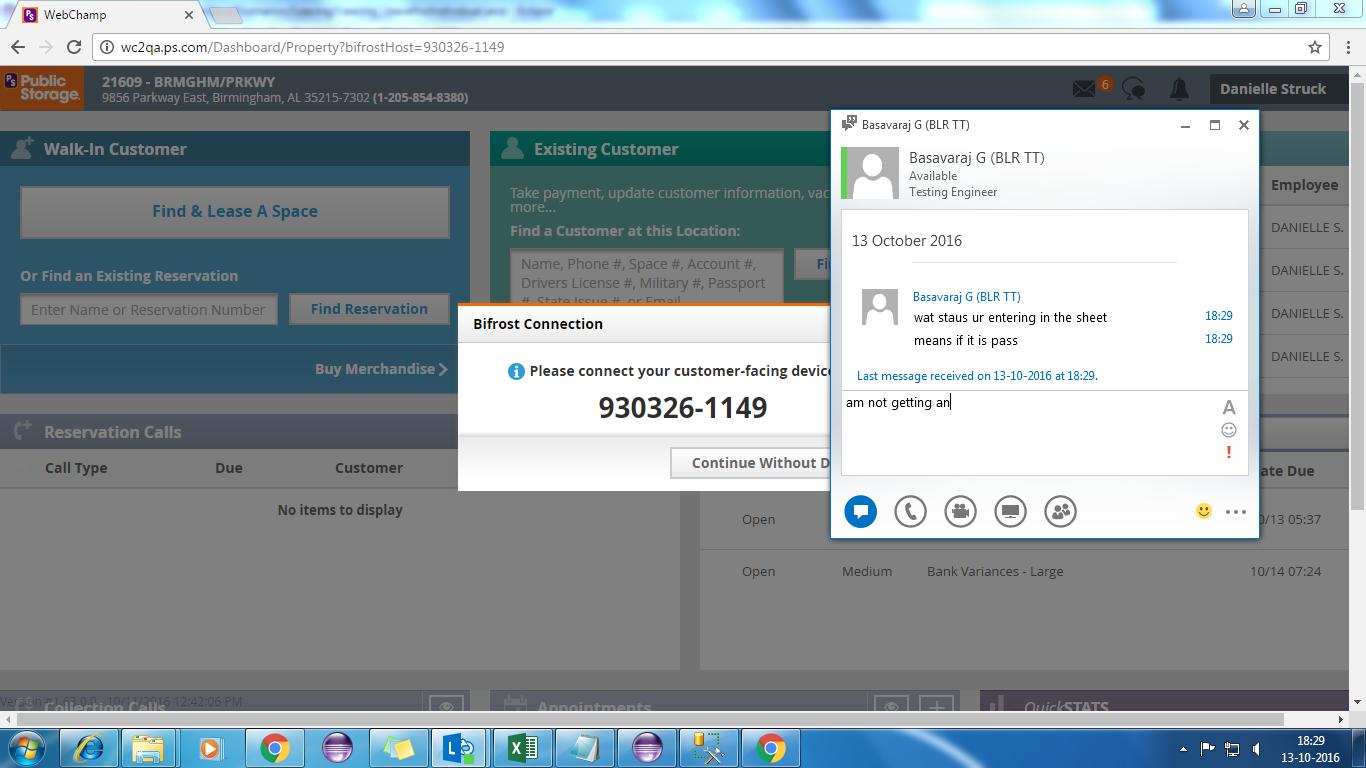 WebChamp
wc2qa.ps.com/Dashboard/Property?bifrostHost=930326-1149
PS
Public
Storage.
21609 - BRMGHM/PRKWY
9856 Parkway East, Birmingham, AL 35215-7302 (1-205-854-8380)
6
Danielle Struck
Walk-In Customer
Find & Lease A Space
Or Find an Existing Reservation
Enter Name or Reservation Number
Find Reservation
Buy Merchandise
Existing Customer
Take payment, update customer information, vac
more...
Find a Customer at this Location:
Name, Phone #, Space #, Account #,
Drivers License #, Military #, Passport
#, State Issue #, or Email
Fi
Employee
DANIELLE S.
DANIELLE S.
DANIELLE S.
DANIELLE S.
Bifrost Connection
Please connect your customer-facing device
930326-1149
Continue Without D
Basavaraj G (BLR TT)
Basavaraj G (BLR TT)
Available
Testing Engineer
13 October 2016
Basavaraj G (BLR TT)
wat staus ur entering in the sheet
18:29
means if it is pass
18:29
Last message received on 13-10-2016 at 18:29.
am not getting an
A
!
Reservation Calls
Call Type Due Customer
No items to display
ate Due
Open
0/13 05:37
Open Medium Bank Variances - Large 10/14 07:24
Version #1.63.0.0 - 10/11/2016 12:42:06 PM
Collection Calls
Appointments
QuickSTATS
18:29
13-10-2016